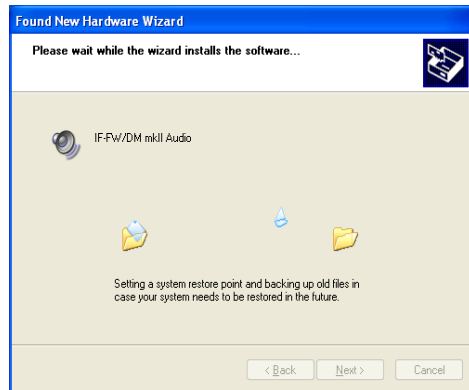 Found New Hardware Wizard
Please wait while the wizard installs the software...
IF-FW/DM mkII Audio
Setting a system restore point and backing up old files in
case your system needs to be restored in the future.
< Back
Next >
Cancel